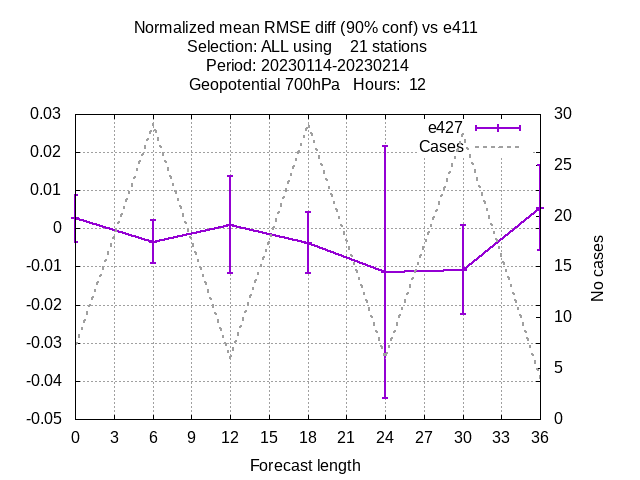 Normalized mean RMSE diff (90% conf) vs e411
Selection: ALL using    21 stations
Period: 20230114-20230214
Geopotential 700hPa   Hours:  12
e427
Cases
0.03
0.02
0.01
0
-0.01
-0.02
-0.03
-0.04
-0.05
30
25
20
15
10
5
0
No cases
0 3 6 9 12 15 18 21 24 27 30 33 36
Forecast length